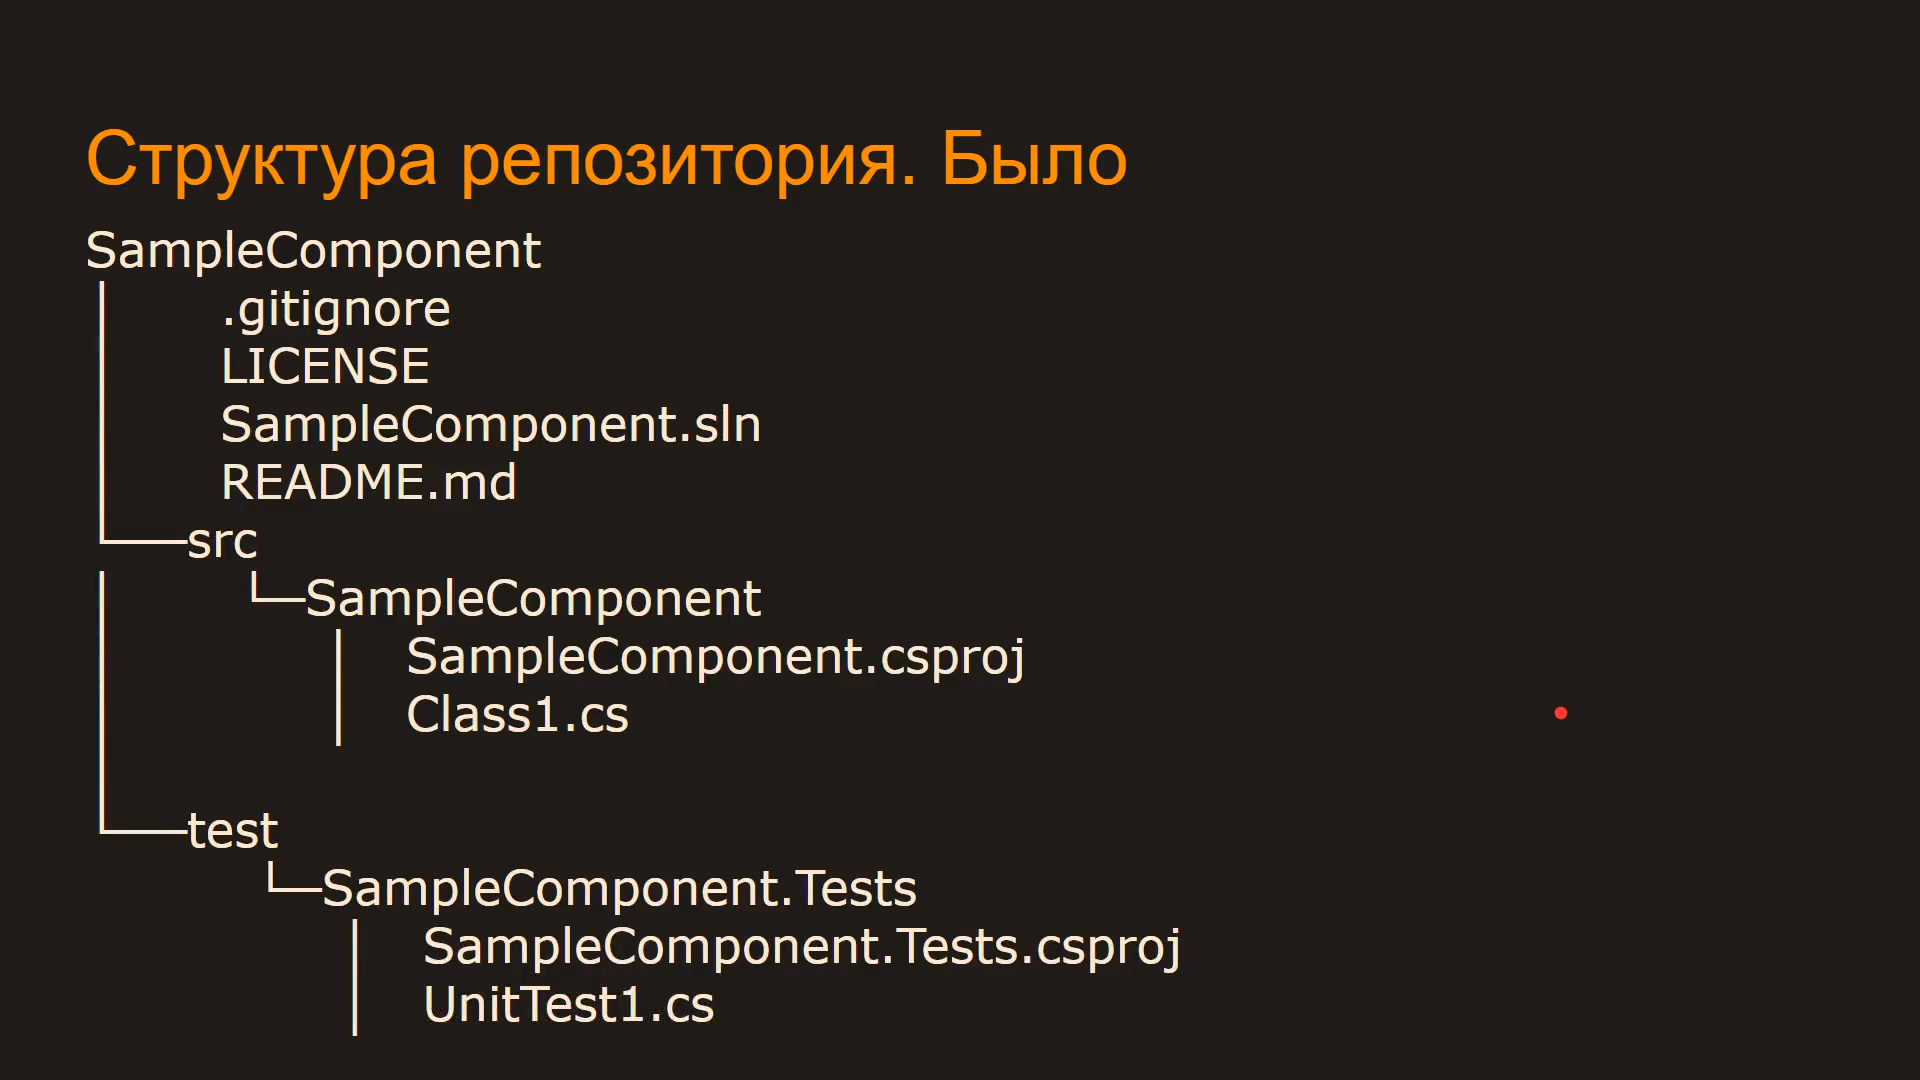 Структура репозитория. Было
SampleComponent
│ .gitignore
│ LICENSE
│ SampleComponent.sln
│ README.md
└──src
│ └─SampleComponent
│ │ SampleComponent.csproj
│ │ Class1.cs
│
└──test
└─SampleComponent.Tests
│ SampleComponent.Tests.csproj
│ UnitTest1.cs